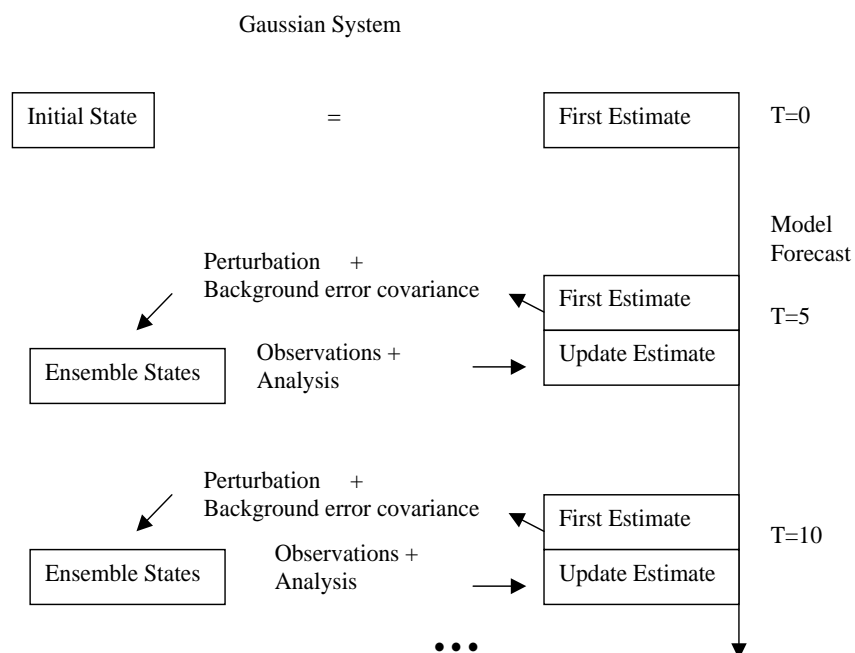 Gaussian System
Initial State = First Estimate T=0
Model
Forecast
Perturbation +
Background error covariance
First Estimate
T=5
Observations +
Analysis
Ensemble States
Update Estimate
Perturbation +
Background error covariance
First Estimate
T=10
Observations +
Analysis
Ensemble States
Update Estimate
•••